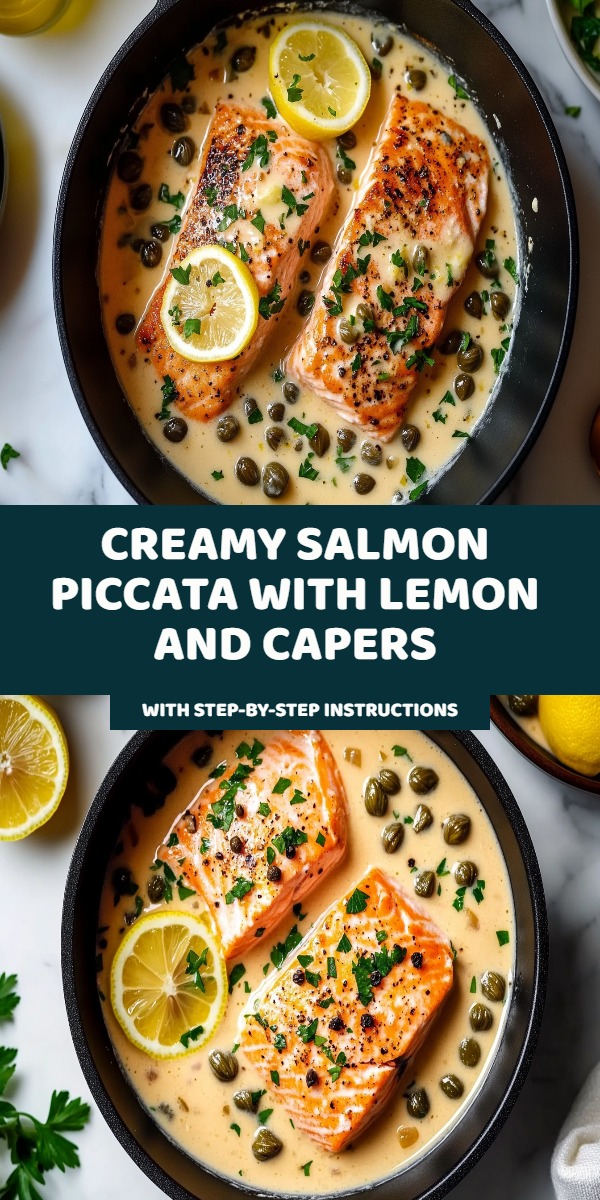 CREAMY SALMON
PICCATA WITH LEMON
AND CAPERS
WITH STEP-BY-STEP INSTRUCTIONS